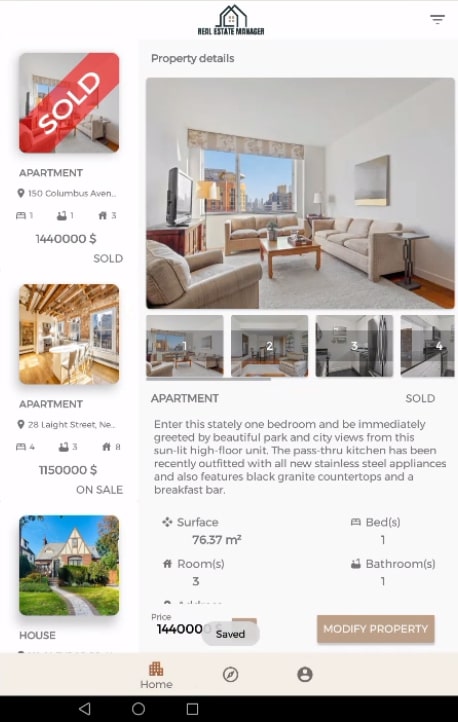 REAL ESTATE MANAGER
Property details
SOLD
APARTMENT
150 Columbus Aven...
1
1
3
1440000 $
SOLD
APARTMENT
28 Laight Street, Ne...
4
3
8
1150000 $
ON SALE
HOUSE
1
2
3
4
APARTMENT
SOLD
Enter this stately one bedroom and be immediately
greeted by beautiful park and city views from this
sun-lit high-floor unit. The pass-thru kitchen has been
recently outfitted with all new stainless steel appliances
and also features black granite countertops and a
breakfast bar.
Surface
76.37 m²
Bed(s)
1
Room(s)
3
Bathroom(s)
1
Price
144000
Saved
MODIFY PROPERTY
Home